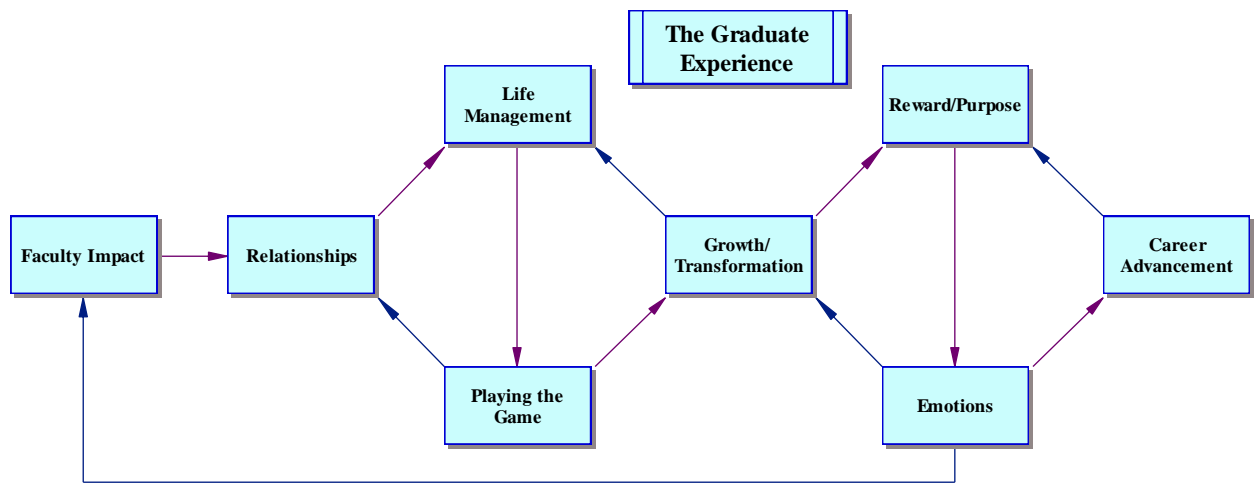 The Graduate
Experience
Life
Management
Reward/Purpose
Faculty Impact
Relationships
Growth/
Transformation
Career
Advancement
Playing the
Game
Emotions